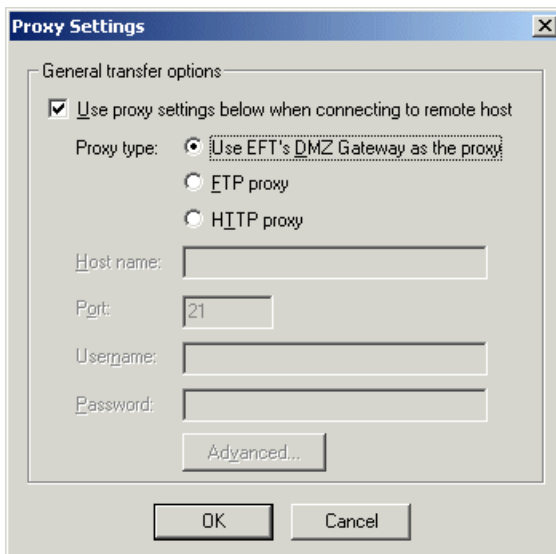 Proxy Settings
General transfer options
Use proxy settings below when connecting to remote host
Proxy type: Use EFT's DMZ Gateway as the proxy
FTP proxy
HTTP proxy
Host name:
Port: 21
Username:
Password:
Advanced...
OK Cancel